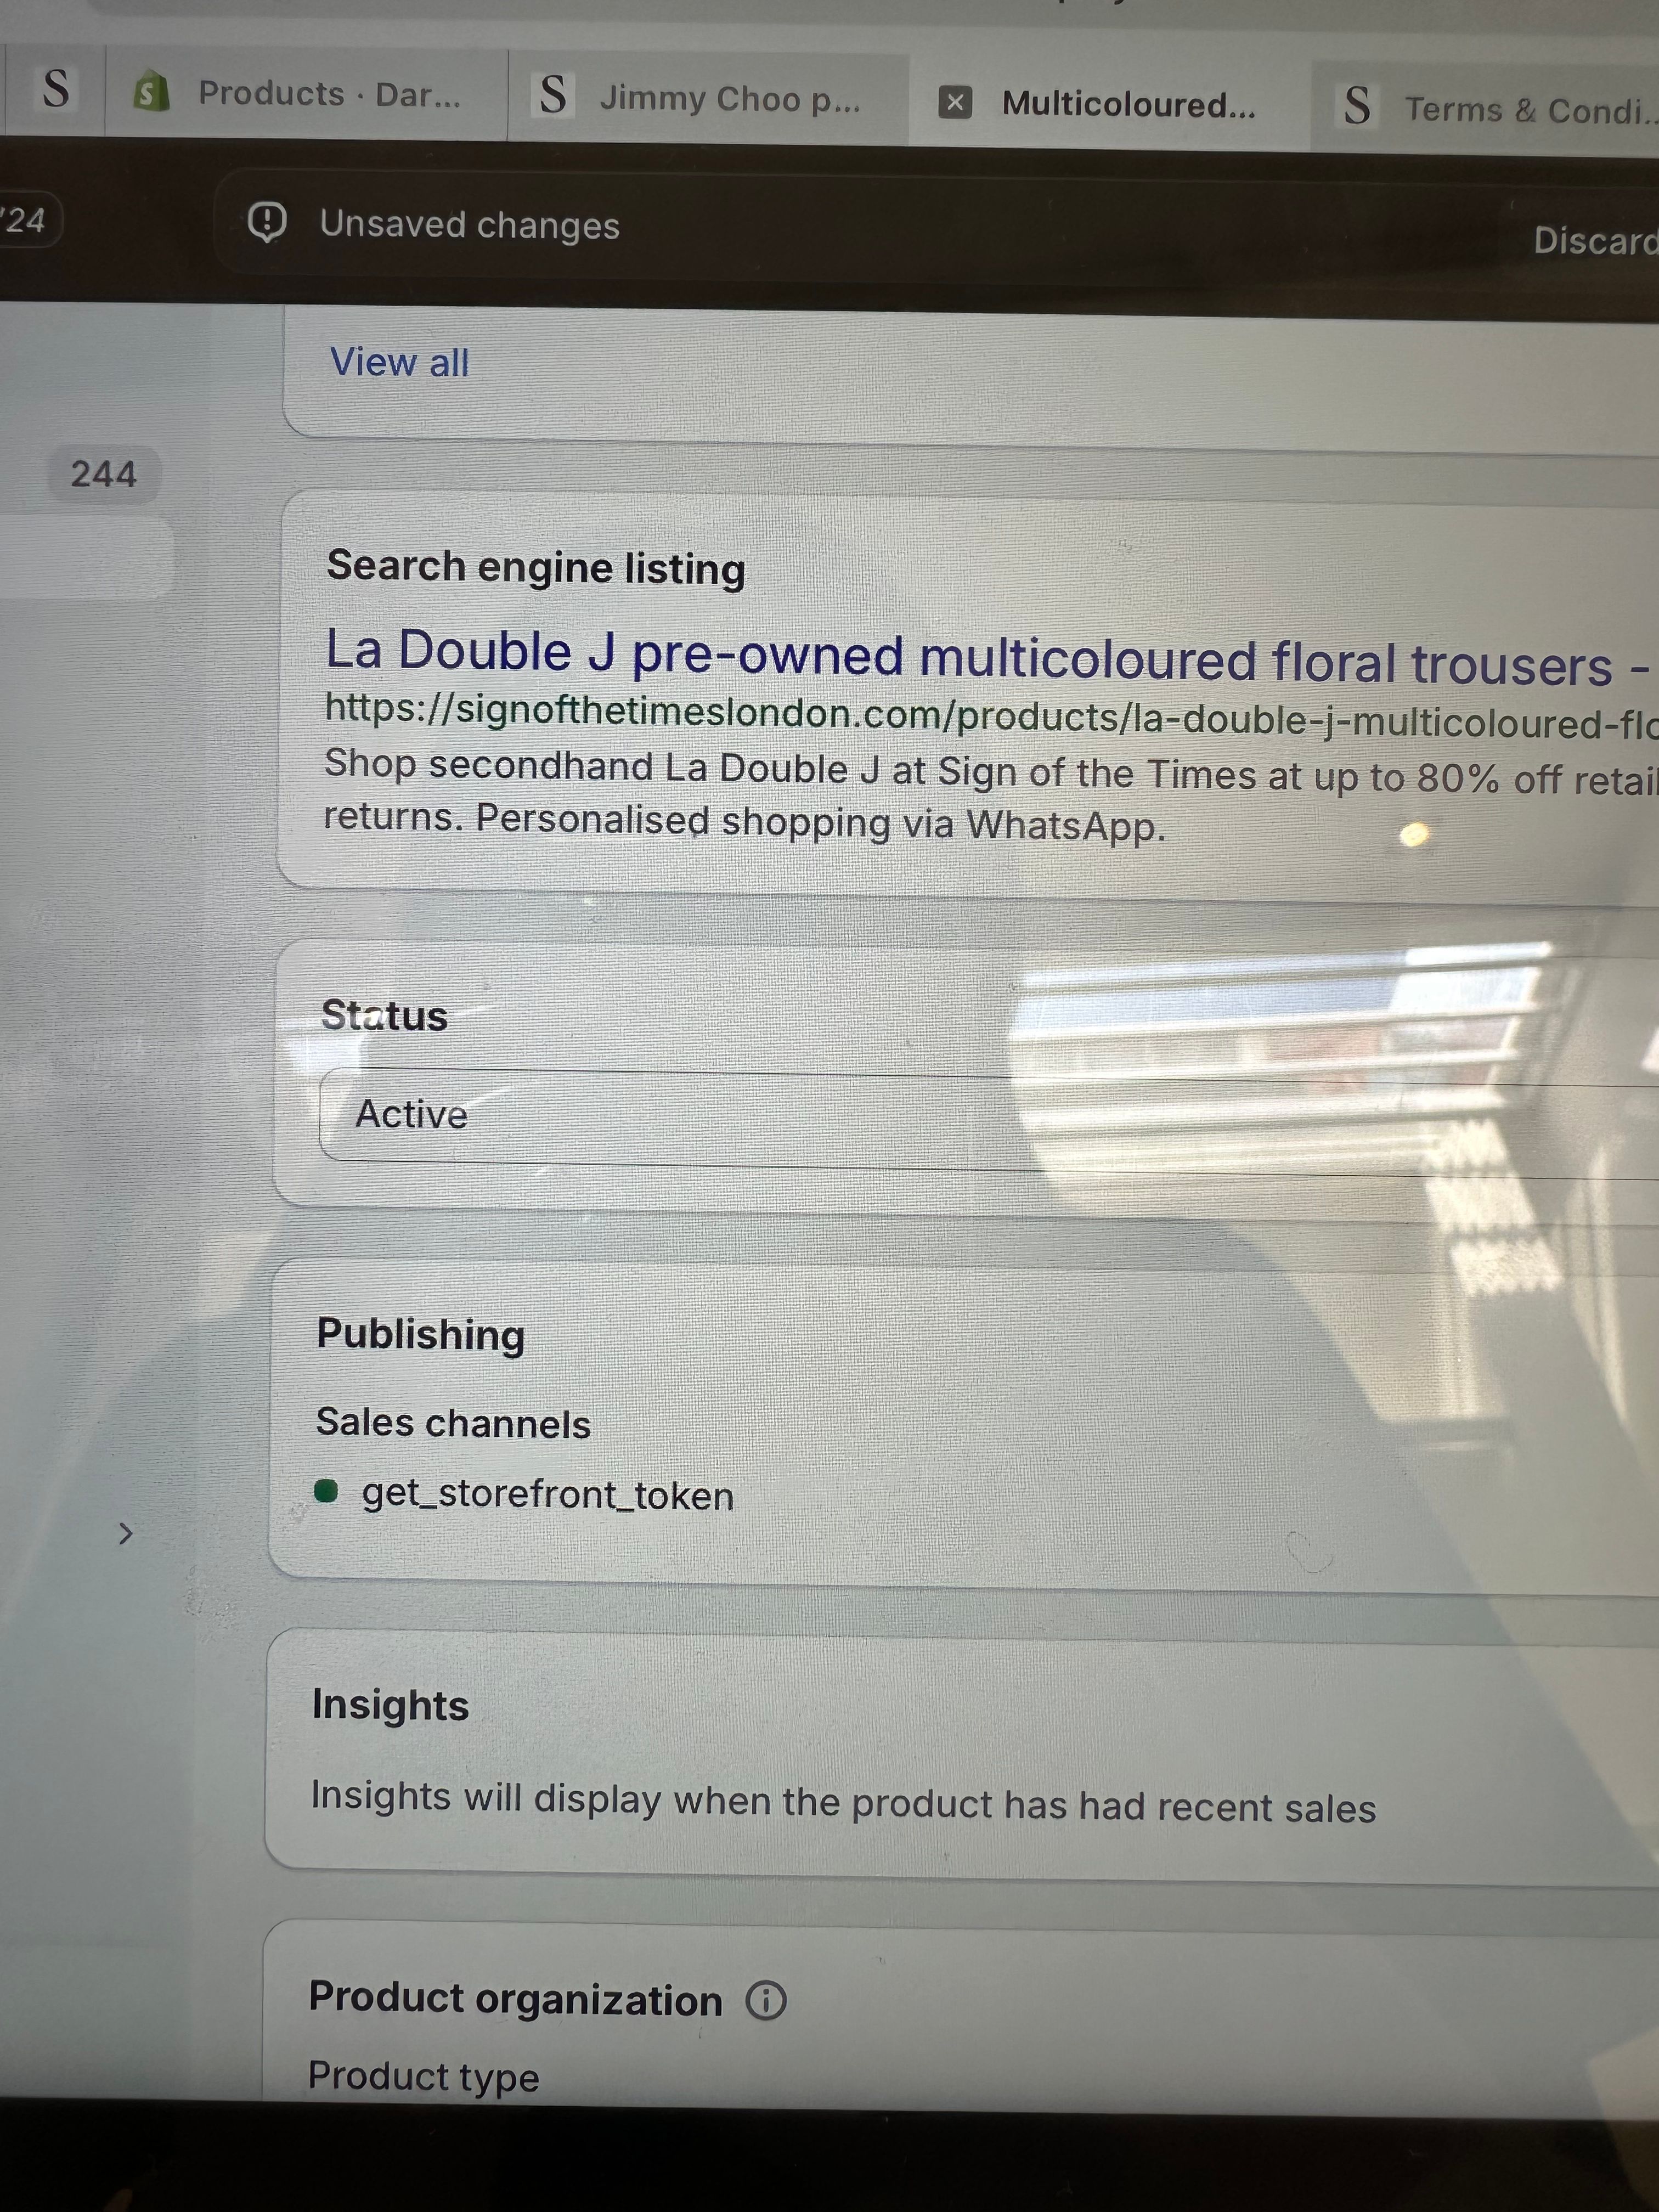 S
Products · Dar...
S
Jimmy Choo p...
Multicoloured...
S
Terms & Condi..
'24
Unsaved changes
Discard
View all
244
Search engine listing
La Double J pre-owned multicoloured floral trousers -
https://signofthetimeslondon.com/products/la-double-j-multicoloured-flo
Shop secondhand La Double J at Sign of the Times at up to 80% off retail
returns. Personalised shopping via WhatsApp.
Status
Active
Publishing
Sales channels
get_storefront_token
Insights
Insights will display when the product has had recent sales
Product organization
Product type